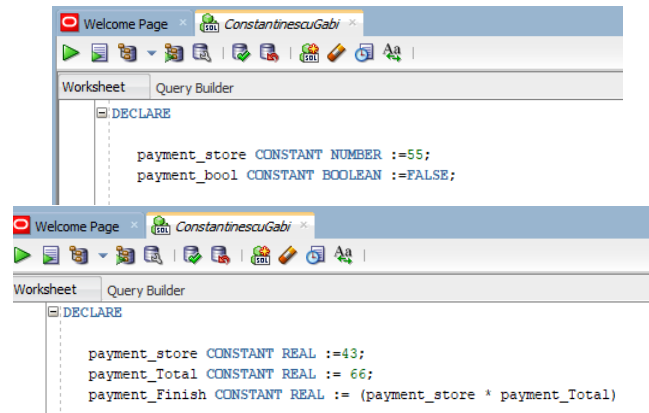 Welcome Page ConstantinescuGabi
Worksheet Query Builder
DECLARE
payment_store CONSTANT NUMBER :=55;
payment_bool CONSTANT BOOLEAN :=FALSE;
Welcome Page ConstantinescuGabi
Worksheet Query Builder
DECLARE
payment_store CONSTANT REAL :=43;
payment_Total CONSTANT REAL := 66;
payment_Finish CONSTANT REAL := (payment_store * payment_Total)